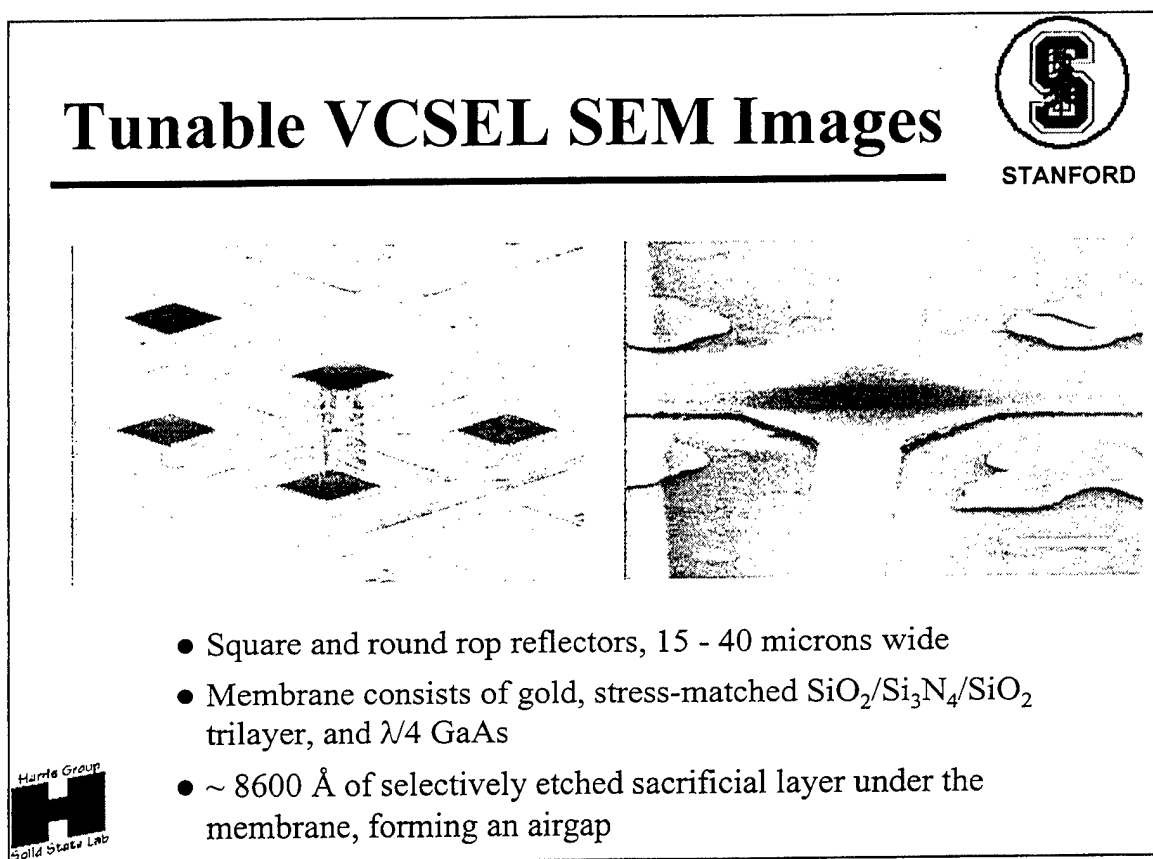 Tunable VCSEL SEM Images
STANFORD
● Square and round rop reflectors, 15 - 40 microns wide
● Membrane consists of gold, stress-matched SiO₂/Si₃N₄/SiO₂
trilayer, and λ/4 GaAs
● ~ 8600 Å of selectively etched sacrificial layer under the
membrane, forming an airgap
Harris Group
H
Solid State Lab